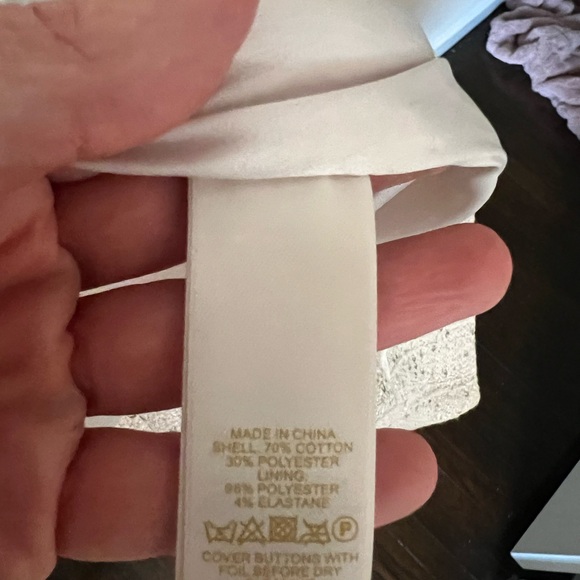 MADE IN CHINA
SHELL: 70% COTTON
30% POLYESTER
LINING:
96% POLYESTER
4% ELASTANE
P
COVER BUTTONS WITH
FOIL BEFORE DRY